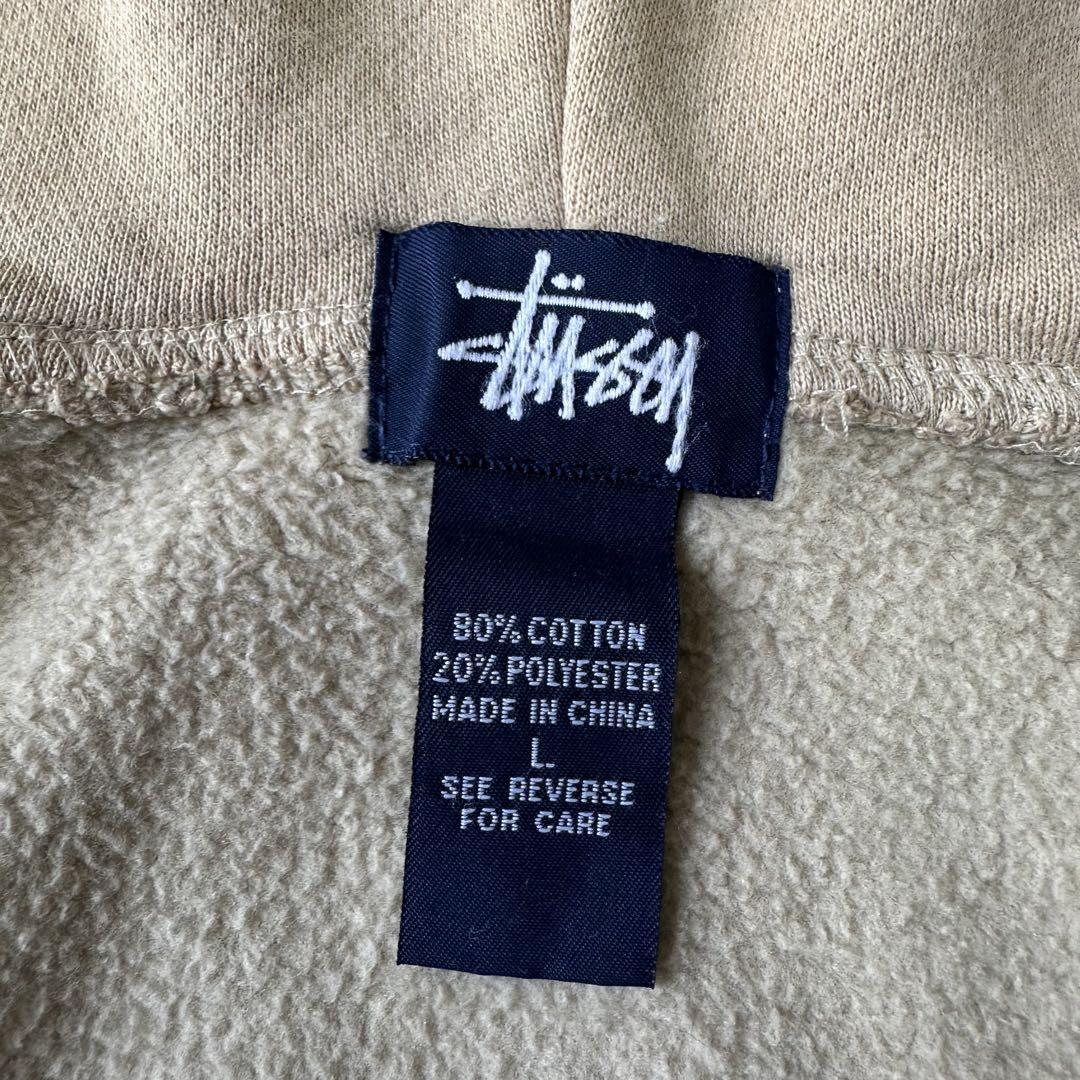 Stüssy
80% COTTON
20% POLYESTER
MADE IN CHINA
L.
SEE REVERSE
FOR CARE